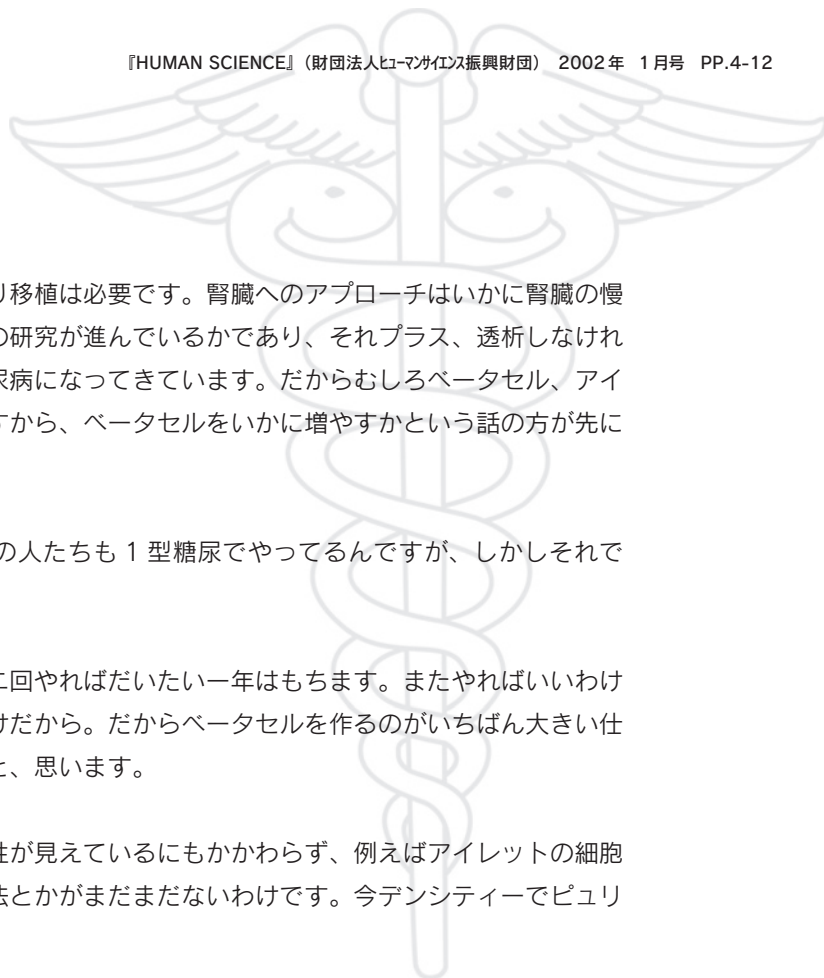 『HUMAN SCIENCE』（財団法人ヒューマンサイエンス振興財団） 2002年 1月号 PP.4-12
り移植は必要です。腎臓へのアプローチはいかに腎臓の慢
の研究が進んでいるかであり、それプラス、透析しなけれ
尿病になってきています。だからむしろベータセル、アイ
すから、ベータセルをいかに増やすかという話の方が先に
の人たちも 1 型糖尿でやってるんですが、しかしそれで
二回やればだいたい一年はもちます。またやればいいわけ
けだから。だからベータセルを作るのがいちばん大きい仕
と、思います。
性が見えているにもかかわらず、例えばアイレットの細胞
法とかがまだまだないわけです。今デンシティーでピュリ